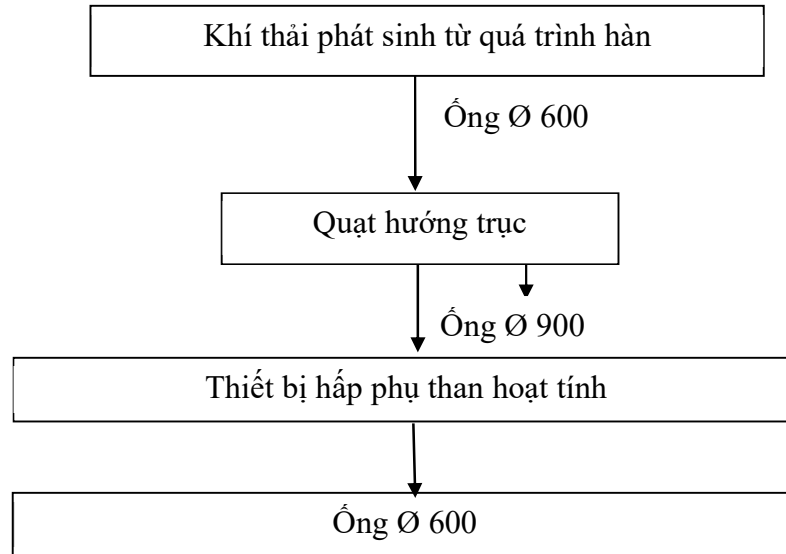 Khí thải phát sinh từ quá trình hàn
Ống Ø 600
Quạt hướng trục
Ống Ø 900
Thiết bị hấp phụ than hoạt tính
Ống Ø 600